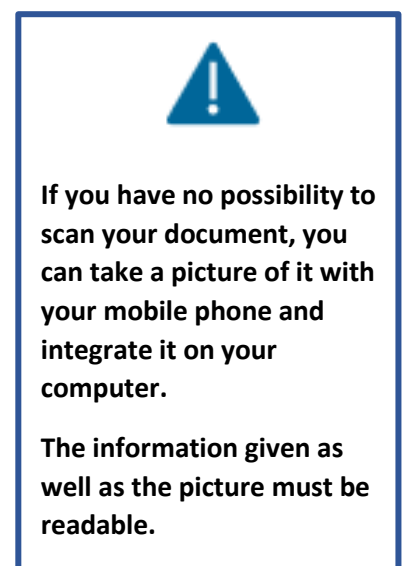 If you have no possibility to
scan your document, you
can take a picture of it with
your mobile phone and
integrate it on your
computer.
The information given as
well as the picture must be
readable.